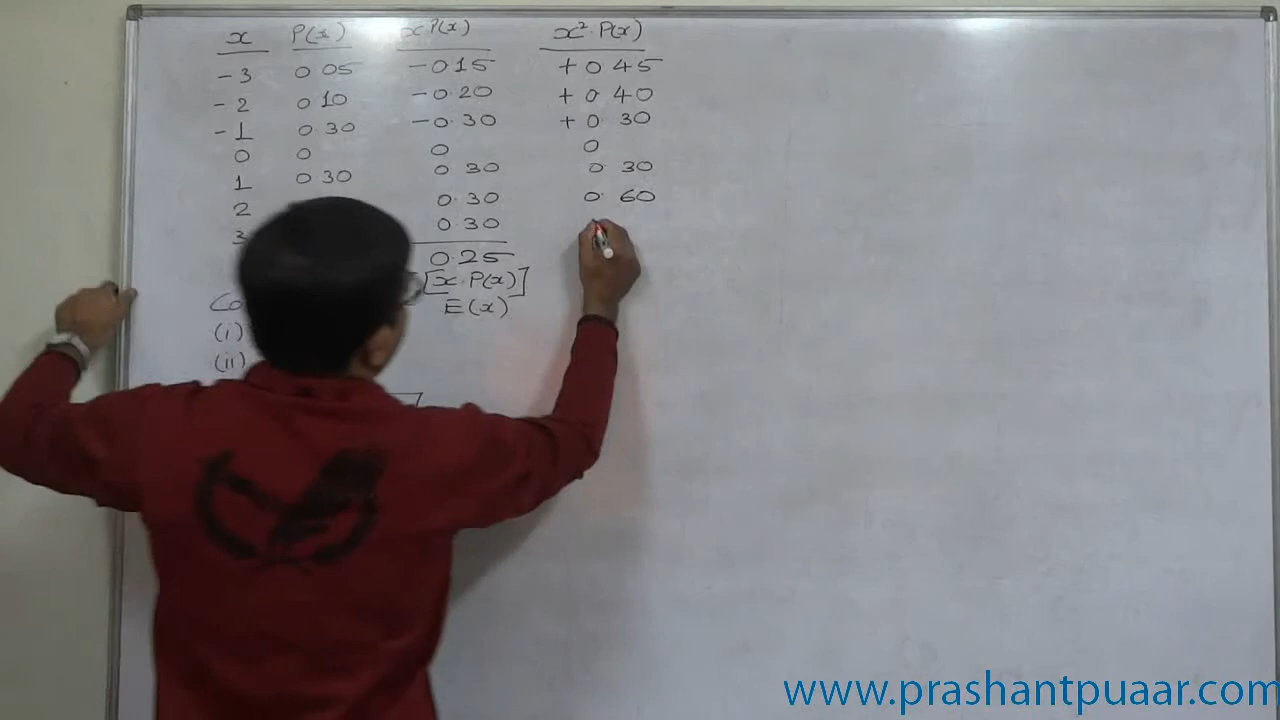 x P(x) xP(x) x²·P(x)
-3 0 05 -0 15 + 0 45
-2 0 10 -0·20 + 0 40
-1 0·30 -0·30 + 0 30
0 0 0 0
1 0 30 0 30 0 30
2 0·30 0·60
3 0·30
0·25
[x·P(x)]
E(x)
(i)
(ii)
www.prashantpuaar.com